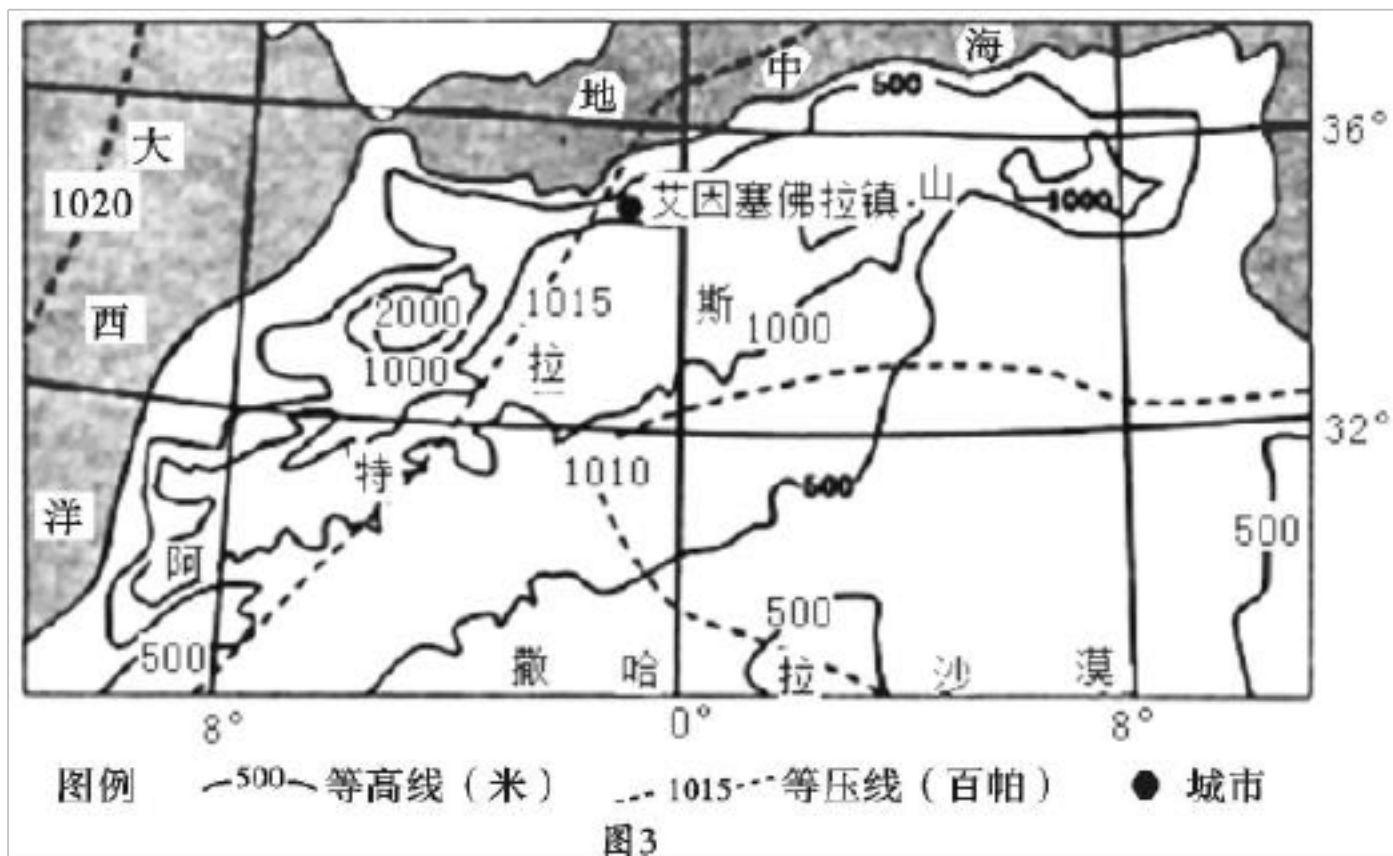 海
中
地
500
36°
大
1020
艾因塞佛拉镇
山
1000
西
2000
1015
斯
1000
1000
拉
32°
特
1010
500
洋
500
阿
500
500
撒哈拉沙漠
8°
0°
8°
图例
500
等高线（米）
1015
等压线（百帕）
城市
图3